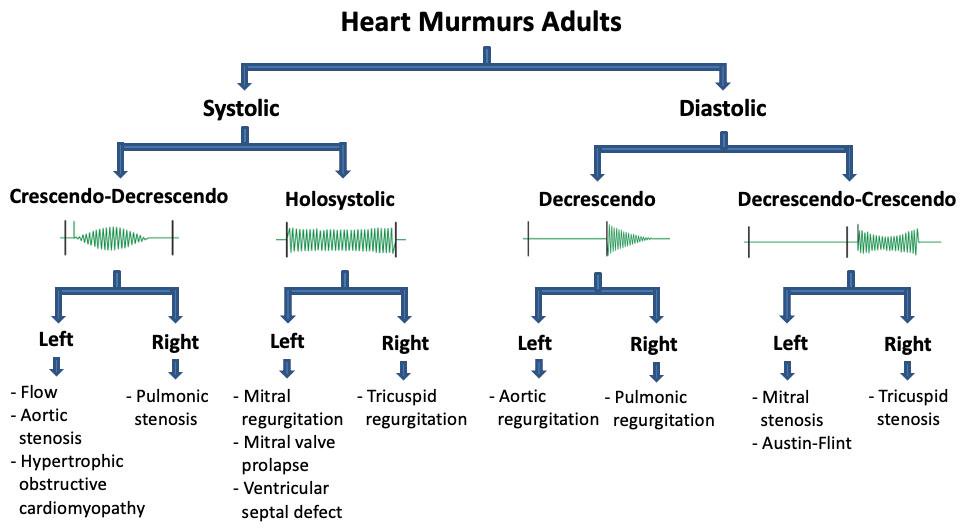 Heart Murmurs Adults
Systolic
Diastolic
Crescendo-Decrescendo
Holosystolic
Decrescendo
Decrescendo-Crescendo
Left
Right
Left
Right
Left
Right
Left
Right
- Flow
- Aortic
stenosis
- Hypertrophic
obstructive
cardiomyopathy
- Pulmonic
stenosis
- Mitral
regurgitation
- Mitral valve
prolapse
- Ventricular
septal defect
- Tricuspid
regurgitation
- Aortic
regurgitation
- Pulmonic
regurgitation
- Mitral
stenosis
- Austin-Flint
- Tricuspid
stenosis